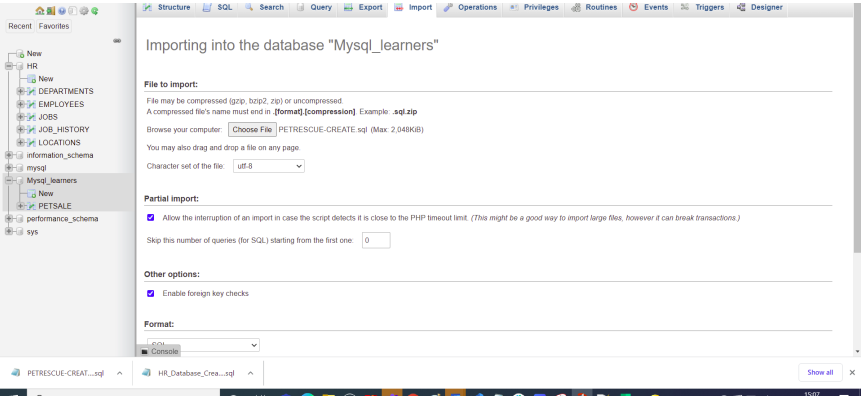 Structure SQL Search Query Export Import Operations Privileges Routines Events Triggers Designer
Recent Favorites
New
HR
New
DEPARTMENTS
EMPLOYEES
JOBS
JOB_HISTORY
LOCATIONS
information_schema
mysql
Mysql_learners
New
PETSALE
performance_schema
sys
Importing into the database "Mysql_learners"
File to import:
File may be compressed (gzip, bzip2, zip) or uncompressed.
A compressed file's name must end in .[format].[compression]. Example: .sql.zip
Browse your computer: Choose File PETRESCUE-CREATE.sql (Max: 2,048KiB)
You may also drag and drop a file on any page.
Character set of the file: utf-8
Partial import:
Allow the interruption of an import in case the script detects it is close to the PHP timeout limit. (This might be a good way to import large files, however it can break transactions.)
Skip this number of queries (for SQL) starting from the first one: 0
Other options:
Enable foreign key checks
Format:
SQL
Console
PETRESCUE-CREAT....sql HR_Database_Crea....sql Show all
15:07